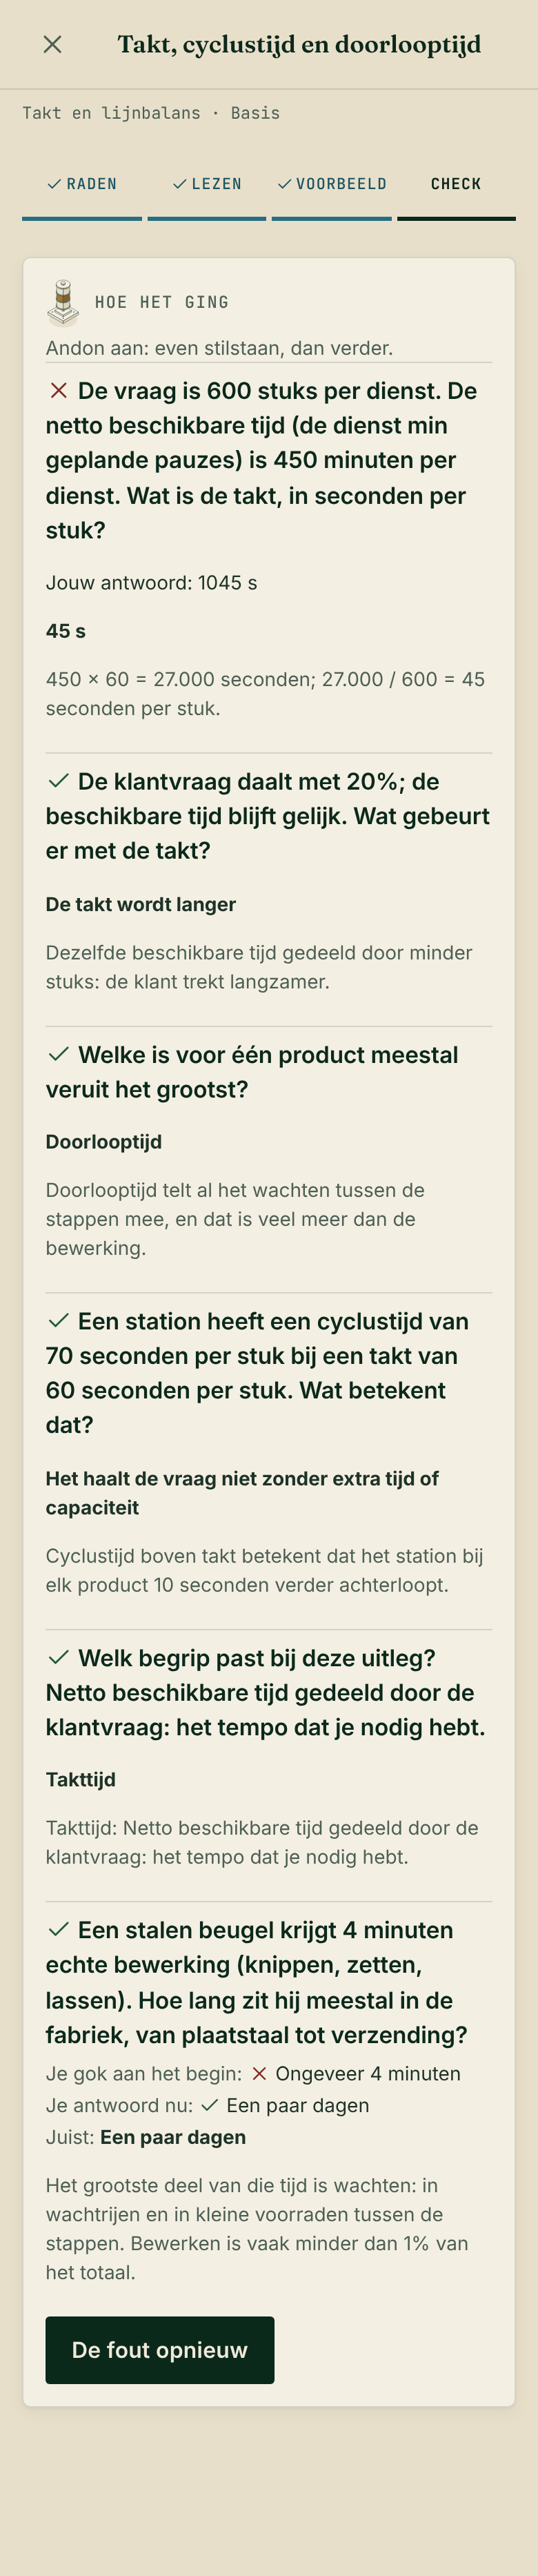 Takt, cyclustijd en doorlooptijd
Takt en lijnbalans · Basis
RADEN
LEZEN
VOORBEELD
CHECK
HOE HET GING
Andon aan: even stilstaan, dan verder.
De vraag is 600 stuks per dienst. De
netto beschikbare tijd (de dienst min
geplande pauzes) is 450 minuten per
dienst. Wat is de takt, in seconden per
stuk?
Jouw antwoord: 1045 s
45 s
450 × 60 = 27.000 seconden; 27.000 / 600 = 45
seconden per stuk.
De klantvraag daalt met 20%; de
beschikbare tijd blijft gelijk. Wat gebeurt
er met de takt?
De takt wordt langer
Dezelfde beschikbare tijd gedeeld door minder
stuks: de klant trekt langzamer.
Welke is voor één product meestal
veruit het grootst?
Doorlooptijd
Doorlooptijd telt al het wachten tussen de
stappen mee, en dat is veel meer dan de
bewerking.
Een station heeft een cyclustijd van
70 seconden per stuk bij een takt van
60 seconden per stuk. Wat betekent
dat?
Het haalt de vraag niet zonder extra tijd of
capaciteit
Cyclustijd boven takt betekent dat het station bij
elk product 10 seconden verder achterloopt.
Welk begrip past bij deze uitleg?
Netto beschikbare tijd gedeeld door de
klantvraag: het tempo dat je nodig hebt.
Takttijd
Takttijd: Netto beschikbare tijd gedeeld door de
klantvraag: het tempo dat je nodig hebt.
Een stalen beugel krijgt 4 minuten
echte bewerking (knippen, zetten,
lassen). Hoe lang zit hij meestal in de
fabriek, van plaatstaal tot verzending?
Je gok aan het begin: Ongeveer 4 minuten
Je antwoord nu: Een paar dagen
Juist: Een paar dagen
Het grootste deel van die tijd is wachten: in
wachtrijen en in kleine voorraden tussen de
stappen. Bewerken is vaak minder dan 1% van
het totaal.
De fout opnieuw